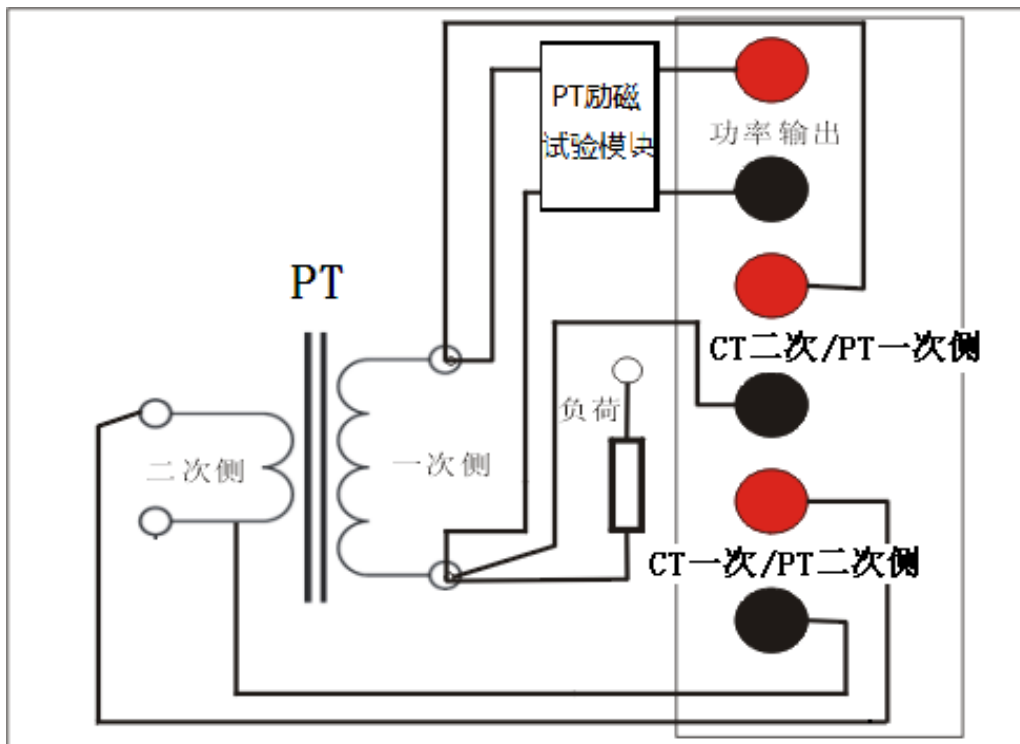 PT励磁
试验模块
功率输出
PT
CT二次/PT一次侧
负荷
二次侧
一次侧
CT一次/PT二次侧